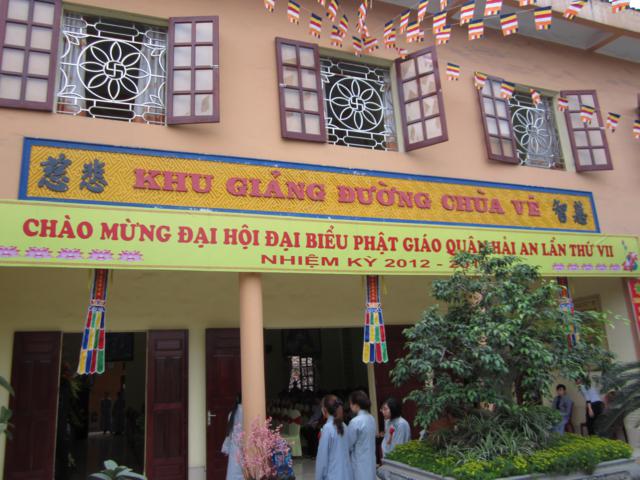 慈悲 KHU GIẢNG ĐƯỜNG CHÙA VẼ 智慧
CHÀO MỪNG ĐẠI HỘI ĐẠI BIỂU PHẬT GIÁO QUẬN HẢI AN LẦN THỨ VII
NHIỆM KỲ 2012 -